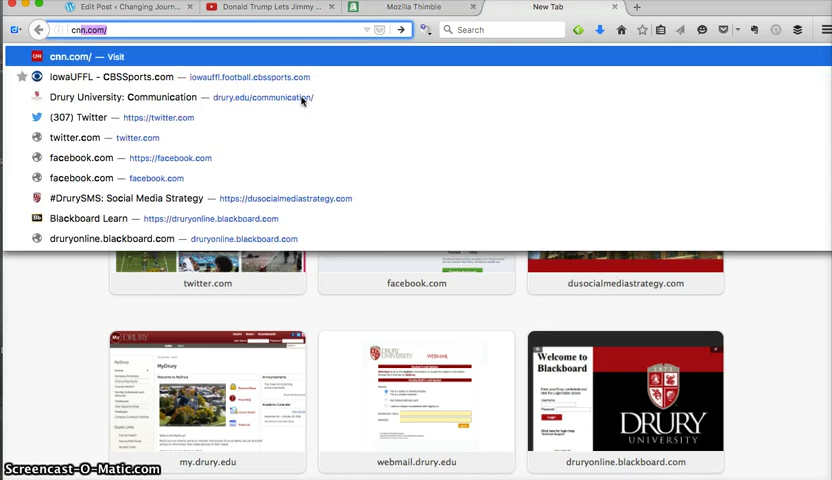 Edit Post ‹ Changing Journ...
Donald Trump Lets Jimmy ...
Mozilla Thimble
New Tab
cnn.com/
Search
cnn.com/ — Visit
IowaUFFL - CBSSports.com — iowauffl.football.cbssports.com
Drury University: Communication — drury.edu/communication/
(307) Twitter — https://twitter.com
twitter.com — twitter.com
facebook.com — https://facebook.com
facebook.com — facebook.com
#DrurySMS: Social Media Strategy — https://dusocialmediastrategy.com
Blackboard Learn — https://druryonline.blackboard.com
druryonline.blackboard.com — druryonline.blackboard.com
twitter.com
facebook.com
dusocialmediastrategy.com
MyDrury
MyDrury
DRURY UNIVERSITY
WEBMAIL
Welcome to
Blackboard
DRURY
UNIVERSITY
my.drury.edu
webmail.drury.edu
druryonline.blackboard.com
Screencast-O-Matic.com